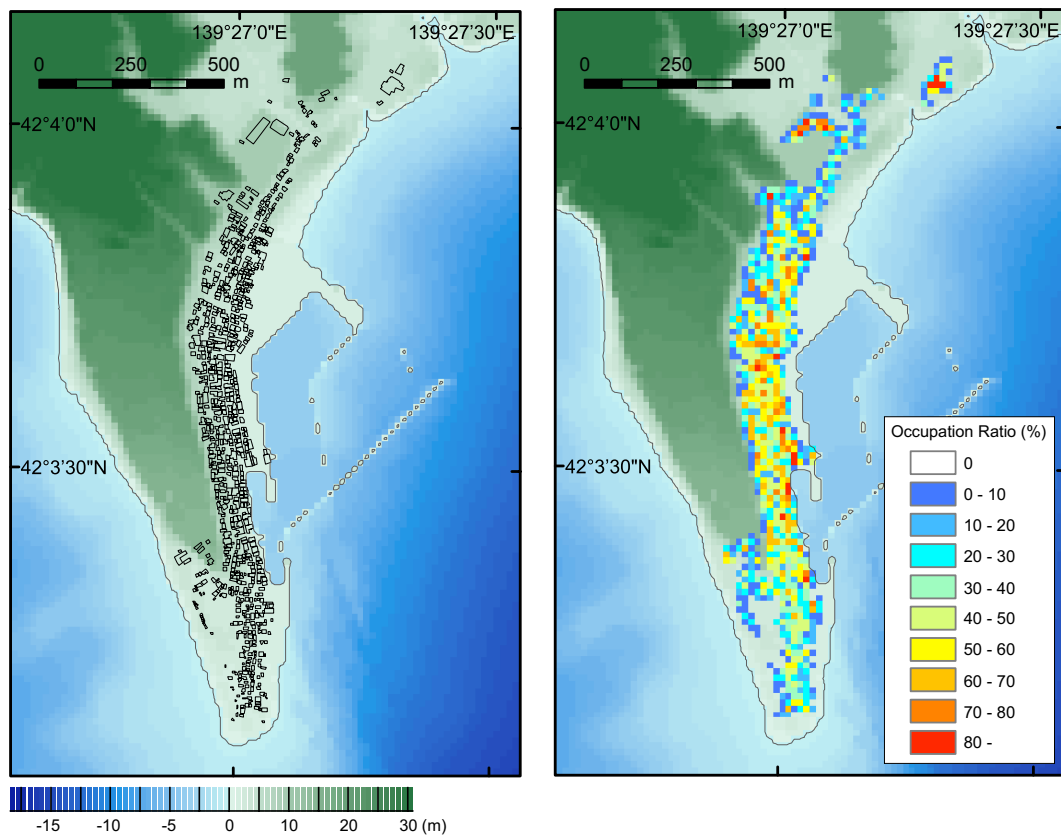 139°27'0"E
139°27'30"E
0 250 500
m
42°4'0"N
42°3'30"N
-15 -10 -5 0 10 20 30 (m)
139°27'0"E
139°27'30"E
0 250 500
m
42°4'0"N
42°3'30"N
Occupation Ratio (%)
0
0 - 10
10 - 20
20 - 30
30 - 40
40 - 50
50 - 60
60 - 70
70 - 80
80 -